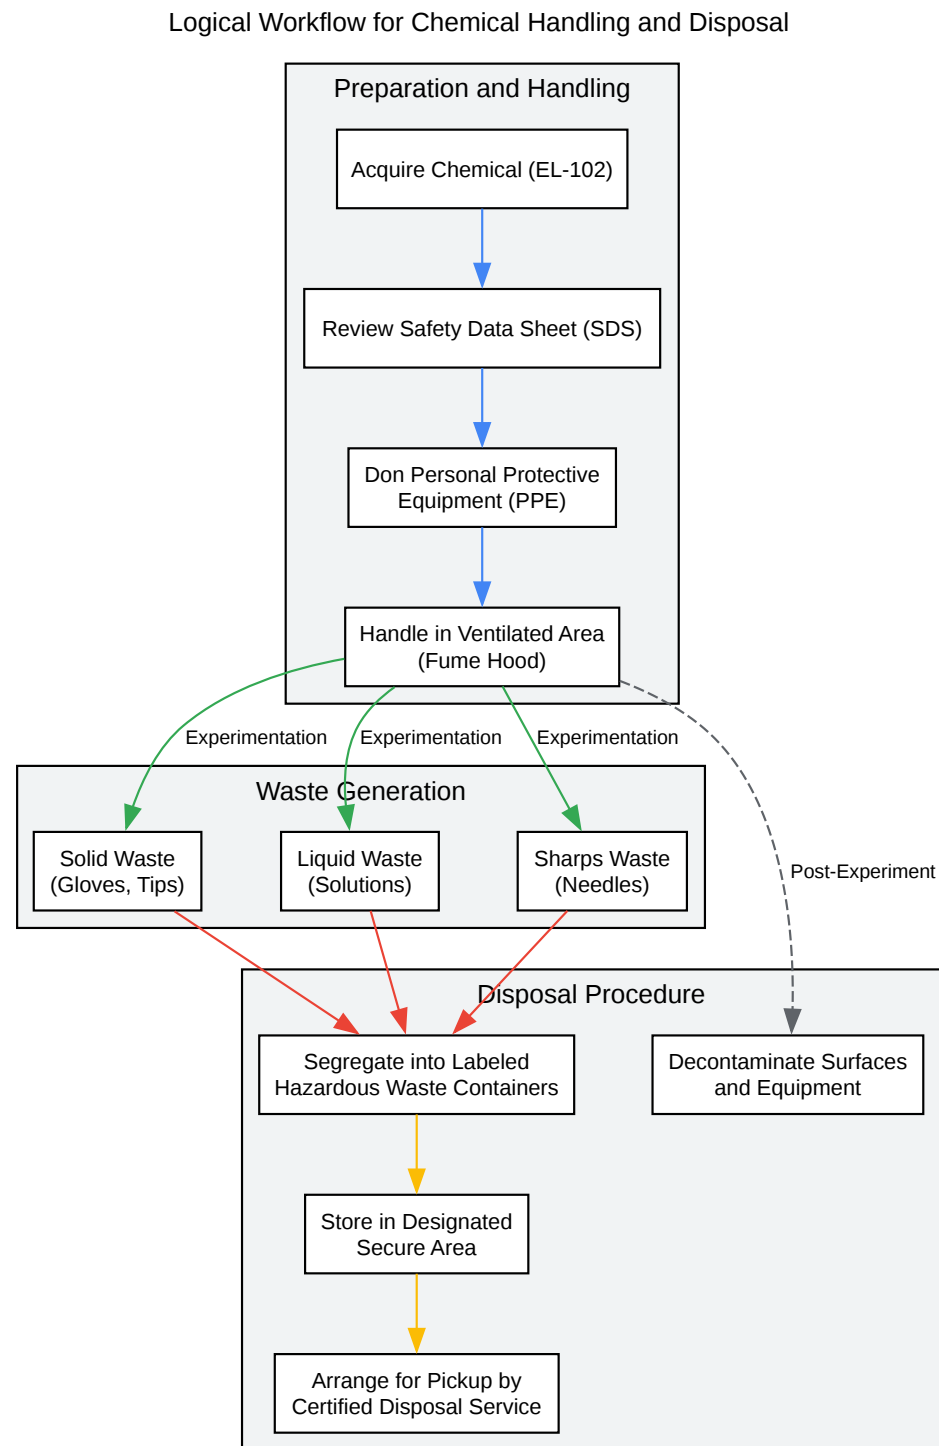 Logical Workflow for Chemical Handling and Disposal
Preparation and Handling
Acquire Chemical (EL-102)
Review Safety Data Sheet (SDS)
Don Personal Protective
Equipment (PPE)
Handle in Ventilated Area
(Fume Hood)
Experimentation
Experimentation
Experimentation
Waste Generation
Solid Waste
(Gloves, Tips)
Liquid Waste
(Solutions)
Sharps Waste
(Needles)
Post-Experiment
Disposal Procedure
Segregate into Labeled
Hazardous Waste Containers
Decontaminate Surfaces
and Equipment
Store in Designated
Secure Area
Arrange for Pickup by
Certified Disposal Service